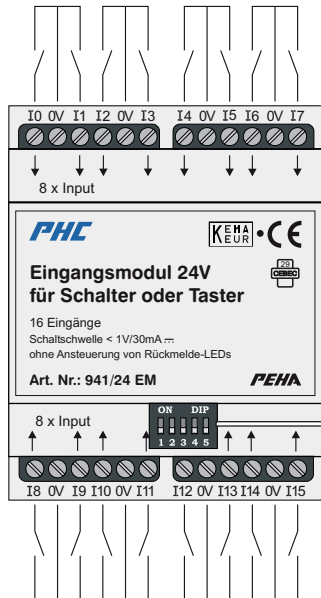 I0 0V I1 I2 0V I3 I4 0V I5 I6 0V I7
8 x Input
PHC
KEMA
EUR
CE
29
CEBEC
Eingangsmodul 24V
für Schalter oder Taster
16 Eingänge
Schaltschwelle < 1V/30mA ⎓
ohne Ansteuerung von Rückmelde-LEDs
Art. Nr.: 941/24 EM
PEHA
8 x Input
ON DIP
1 2 3 4 5
I8 0V I9 I10 0V I11 I12 0V I13 I14 0V I15